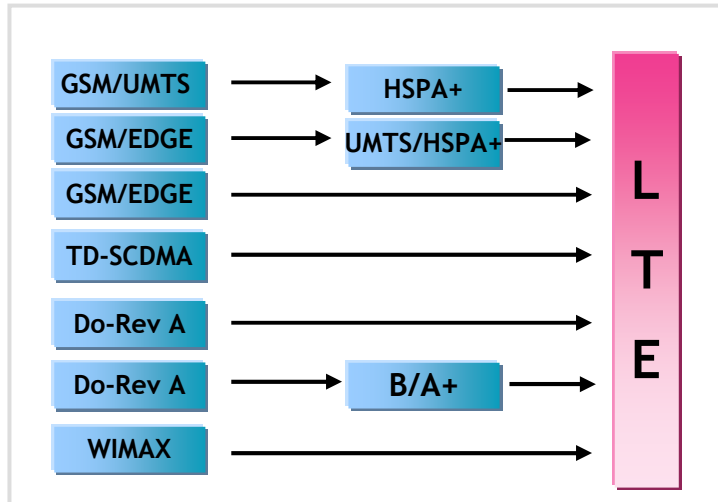 GSM/UMTS HSPA+
GSM/EDGE UMTS/HSPA+
GSM/EDGE
TD-SCDMA
Do-Rev A
Do-Rev A B/A+
WIMAX
L
T
E